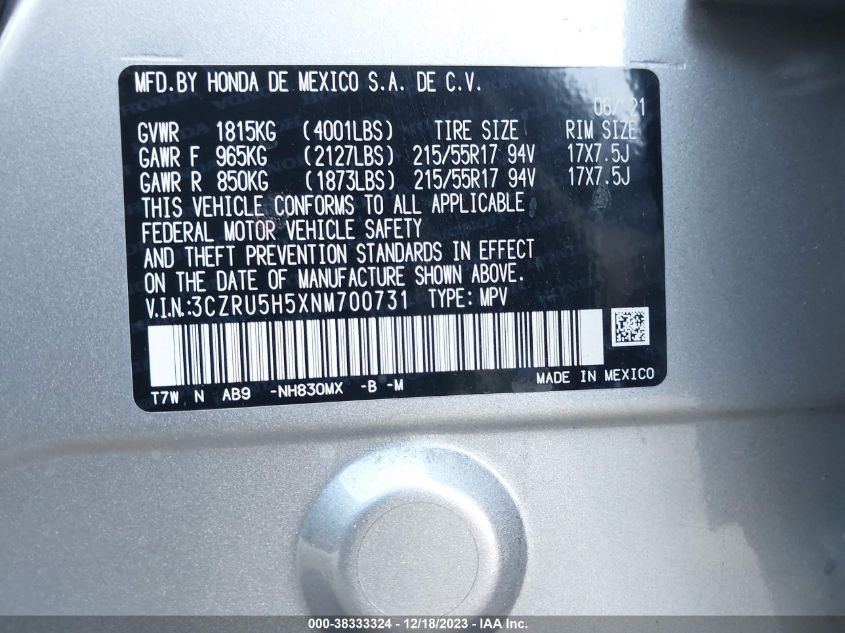 MFD.BY HONDA DE MEXICO S.A. DE C.V.
06/21
GVWR 1815KG (4001LBS) TIRE SIZE RIM SIZE
GAWR F 965KG (2127LBS) 215/55R17 94V 17X7.5J
GAWR R 850KG (1873LBS) 215/55R17 94V 17X7.5J
THIS VEHICLE CONFORMS TO ALL APPLICABLE
FEDERAL MOTOR VEHICLE SAFETY
AND THEFT PREVENTION STANDARDS IN EFFECT
ON THE DATE OF MANUFACTURE SHOWN ABOVE.
V.I.N.:3CZRU5H5XNM700731 TYPE: MPV
T7W N AB9 -NH830MX -B -M
MADE IN MEXICO
000-38333324 - 12/18/2023 - IAA Inc.